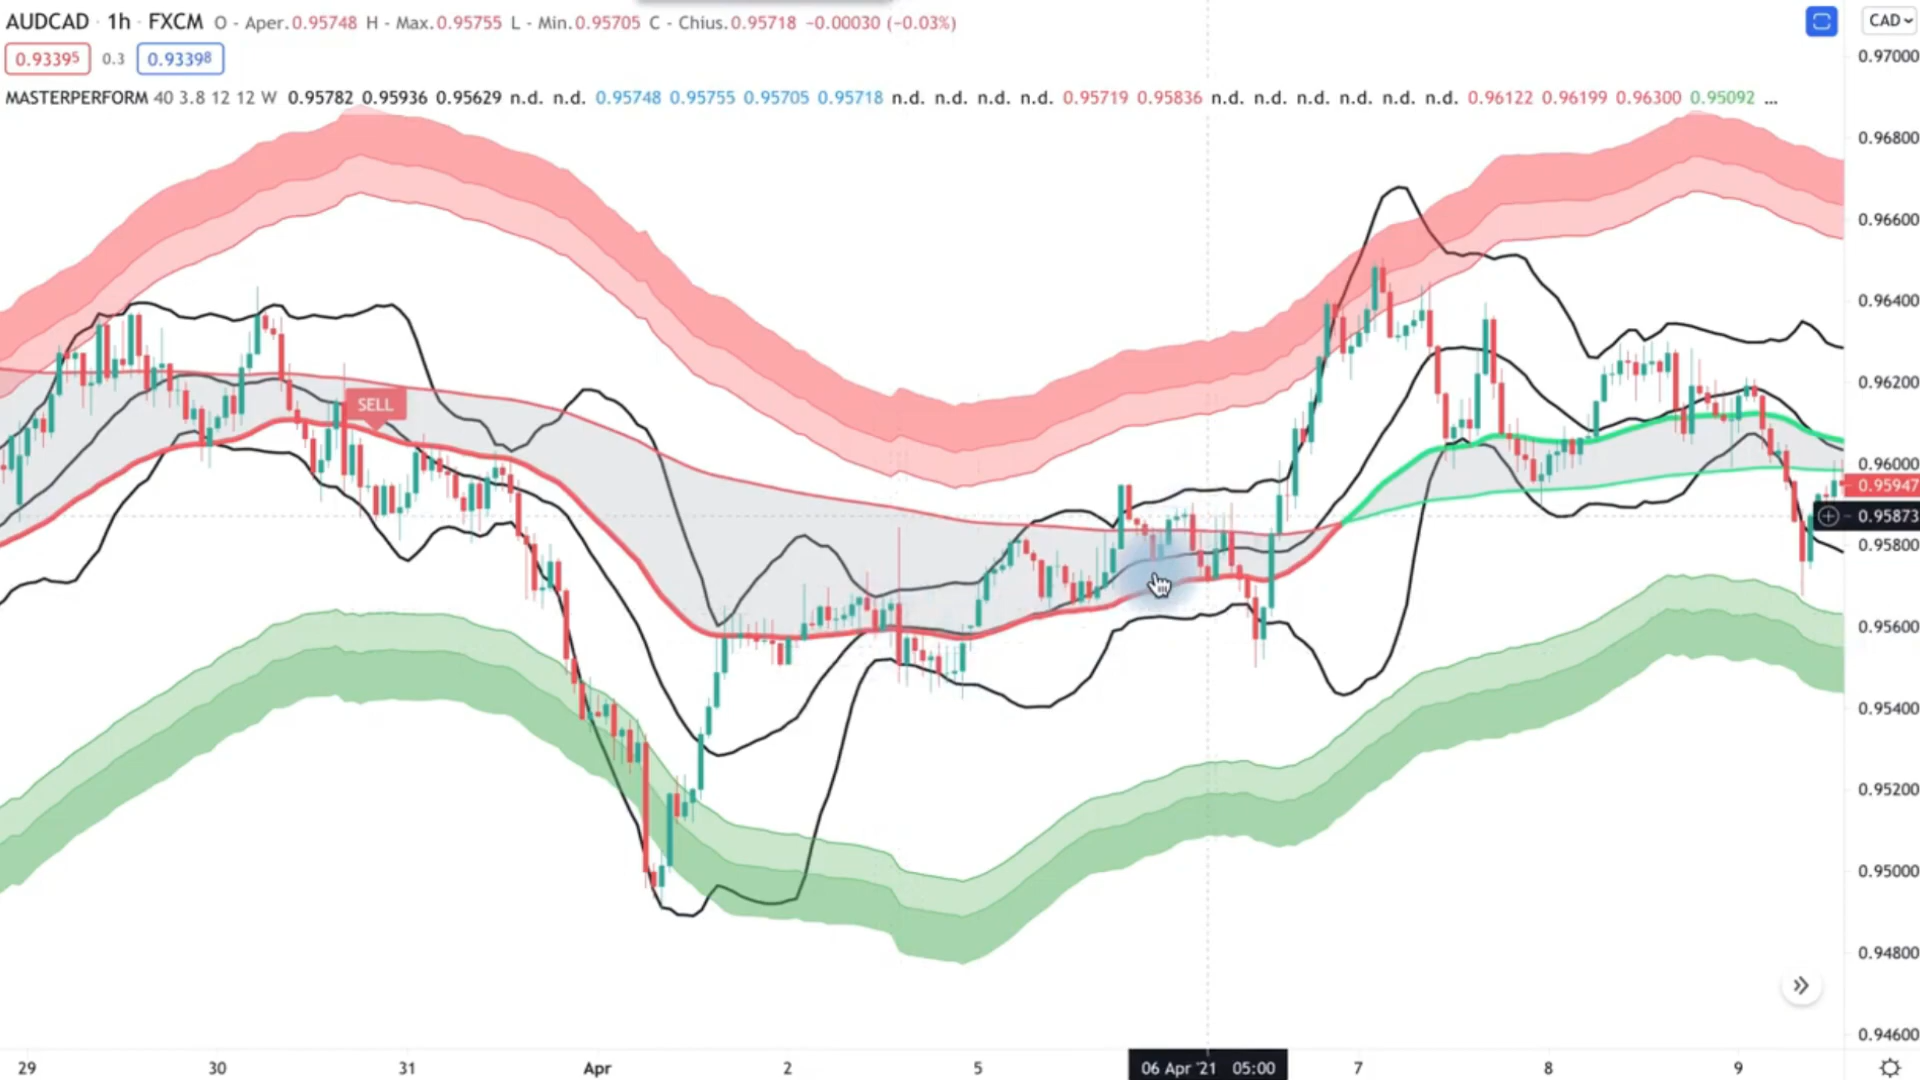 AUDCAD · 1h · FXCM O - Aper.0.95748 H - Max.0.95755 L - Min.0.95705 C - Chius.0.95718 −0.00030 (−0.03%)
CAD
0.93395 0.3 0.93398
MASTERPERFORM 40 3.8 12 12 W 0.95782 0.95936 0.95629 n.d. n.d. 0.95748 0.95755 0.95705 0.95718 n.d. n.d. n.d. n.d. 0.95719 0.95836 n.d. n.d. n.d. n.d. n.d. n.d. 0.96122 0.96199 0.96300 0.95092 ...
0.97000
0.96800
0.96600
0.96400
0.96200
SELL
0.96000
0.95947
0.95873
0.95800
0.95600
0.95400
0.95200
0.95000
0.94800
0.94600
29 30 31 Apr 2 5 06 Apr '21 05:00 7 8 9